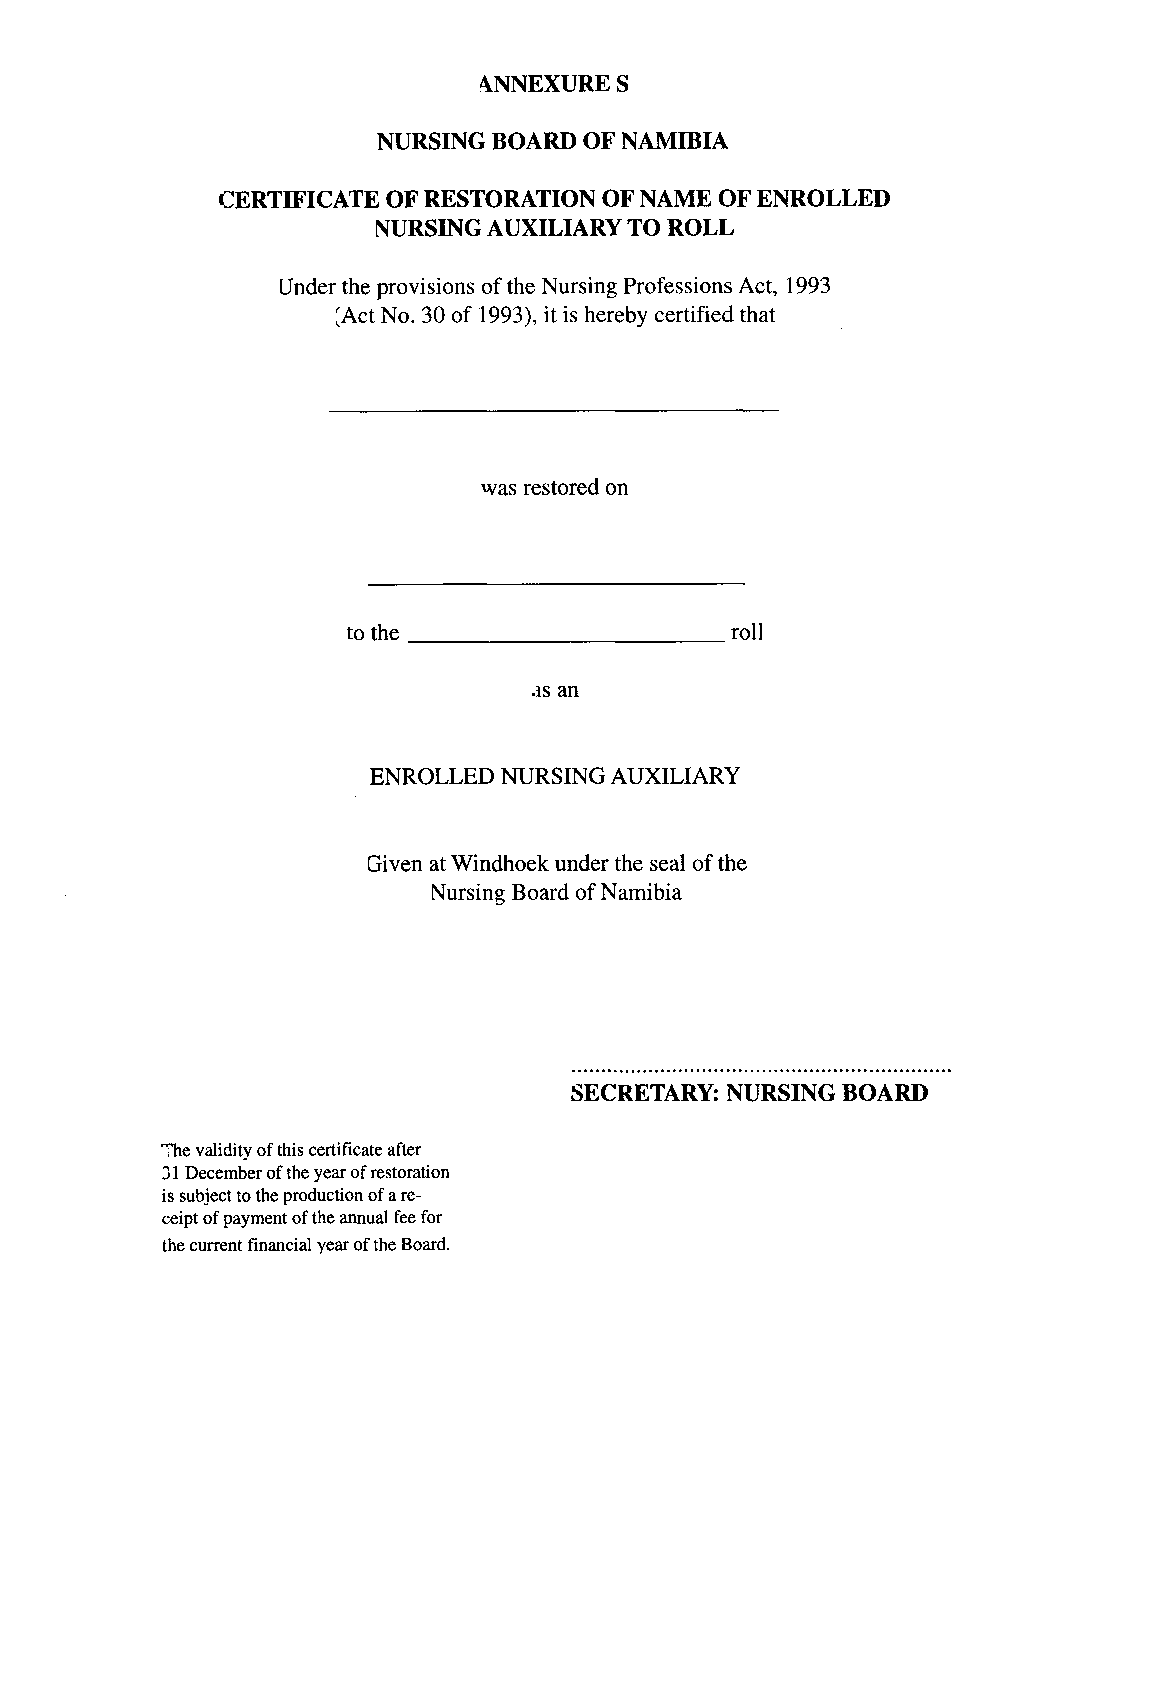 ANNEXURE S
NURSING BOARD OF NAMIBIA
CERTIFICATE OF RESTORATION OF NAME OF ENROLLED
NURSING AUXILIARY TO ROLL
Under the provisions of the Nursing Professions Act, 1993
(Act No. 30 of 1993), it is hereby certified that
was restored on
to the ____________________ roll
as an
ENROLLED NURSING AUXILIARY
Given at Windhoek under the seal of the
Nursing Board of Namibia
SECRETARY: NURSING BOARD
The validity of this certificate after
31 December of the year of restoration
is subject to the production of a re-
ceipt of payment of the annual fee for
the current financial year of the Board.